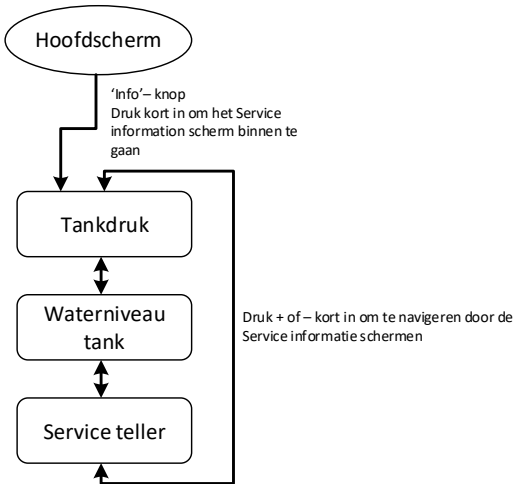 Hoofdscherm
‘Info’– knop
Druk kort in om het Service
information scherm binnen te
gaan
Tankdruk
Waterniveau
tank
Druk + of – kort in om te navigeren door de
Service informatie schermen
Service teller